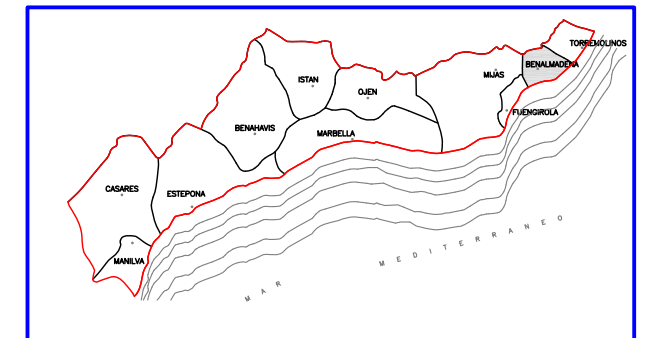 TORREMOLINOS
BENALMADENA
MIJAS
ISTAN
OJEN
FUENGIROLA
BENAHAVIS
MARBELLA
CASARES
ESTEPONA
MANILVA
MAR MEDITERRANEO